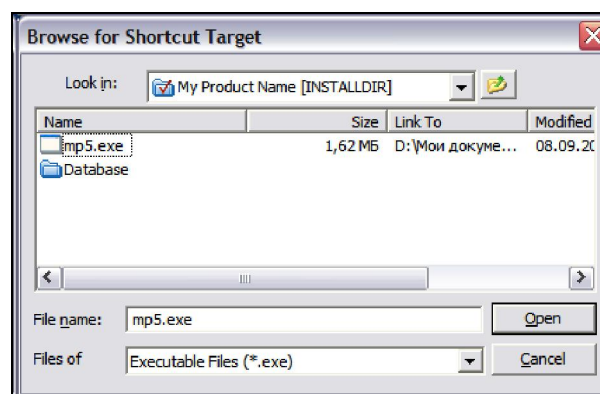 Browse for Shortcut Target
Look in:
My Product Name [INSTALLDIR]
Name Size Link To Modified
mp5.exe 1,62 МБ D:\Мои докуме... 08.09.20
Database
File name: mp5.exe Open
Files of Executable Files (*.exe) Cancel